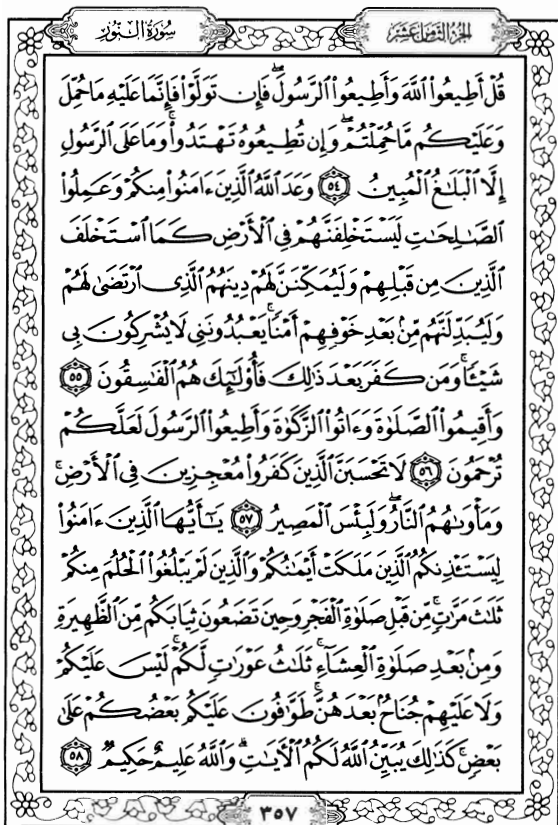 الجزء الثامن عشر
سورة النور
قُلْ أَطِيعُوا۟ ٱللَّهَ وَأَطِيعُوا۟ ٱلرَّسُولَۖ فَإِن تَوَلَّوْا۟ فَإِنَّمَا عَلَيْهِ مَا حُمِّلَ
وَعَلَيْكُم مَّا حُمِّلْتُمْۖ وَإِن تُطِيعُوهُ تَهْتَدُوا۟ۚ وَمَا عَلَى ٱلرَّسُولِ
إِلَّا ٱلْبَلَٰغُ ٱلْمُبِينُ ٥٤ وَعَدَ ٱللَّهُ ٱلَّذِينَ ءَامَنُوا۟ مِنكُمْ وَعَمِلُوا۟
ٱلصَّٰلِحَٰتِ لَيَسْتَخْلِفَنَّهُمْ فِى ٱلْأَرْضِ كَمَا ٱسْتَخْلَفَ
ٱلَّذِينَ مِن قَبْلِهِمْ وَلَيُمَكِّنَنَّ لَهُمْ دِينَهُمُ ٱلَّذِى ٱرْتَضَىٰ لَهُمْ
وَلَيُبَدِّلَنَّهُم مِّنۢ بَعْدِ خَوْفِهِمْ أَمْنًاۚ يَعْبُدُونَنِى لَا يُشْرِكُونَ بِى
شَيْـًٔاۚ وَمَن كَفَرَ بَعْدَ ذَٰلِكَ فَأُو۟لَٰٓئِكَ هُمُ ٱلْفَٰسِقُونَ ٥٥
وَأَقِيمُوا۟ ٱلصَّلَوٰةَ وَءَاتُوا۟ ٱلزَّكَوٰةَ وَأَطِيعُوا۟ ٱلرَّسُولَ لَعَلَّكُمْ
تُرْحَمُونَ ٥٦ لَا تَحْسَبَنَّ ٱلَّذِينَ كَفَرُوا۟ مُعْجِزِينَ فِى ٱلْأَرْضِۚ
وَمَأْوَىٰهُمُ ٱلنَّارُۖ وَلَبِئْسَ ٱلْمَصِيرُ ٥٧ يَٰٓأَيُّهَا ٱلَّذِينَ ءَامَنُوا۟
لِيَسْتَـْٔذِنكُمُ ٱلَّذِينَ مَلَكَتْ أَيْمَٰنُكُمْ وَٱلَّذِينَ لَمْ يَبْلُغُوا۟ ٱلْحُلُمَ مِنكُمْ
ثَلَٰثَ مَرَّٰتٍۚ مِّن قَبْلِ صَلَوٰةِ ٱلْفَجْرِ وَحِينَ تَضَعُونَ ثِيَابَكُم مِّنَ ٱلظَّهِيرَةِ
وَمِنۢ بَعْدِ صَلَوٰةِ ٱلْعِشَآءِۚ ثَلَٰثُ عَوْرَٰتٍ لَّكُمْۚ لَيْسَ عَلَيْكُمْ
وَلَا عَلَيْهِمْ جُنَاحٌۢ بَعْدَهُنَّۚ طَوَّٰفُونَ عَلَيْكُم بَعْضُكُمْ عَلَىٰ
بَعْضٍۚ كَذَٰلِكَ يُبَيِّنُ ٱللَّهُ لَكُمُ ٱلْءَايَٰتِۗ وَٱللَّهُ عَلِيمٌ حَكِيمٌ ٥٨
٣٥٧